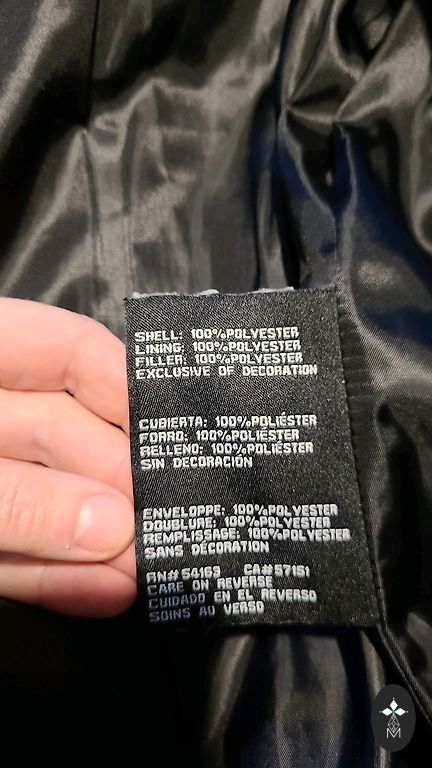 SHELL: 100%POLYESTER
LINING: 100%POLYESTER
FILLER: 100%POLYESTER
EXCLUSIVE OF DECORATION
CUBIERTA: 100%POLIÉSTER
FORRO: 100%POLIÉSTER
RELLENO: 100%POLIÉSTER
SIN DECORACIÓN
ENVELOPPE: 100%POLYESTER
DOUBLURE: 100%POLYESTER
REMPLISSAGE: 100%POLYESTER
SANS DÉCORATION
RN# 54163 CA# 57151
CARE ON REVERSE
CUIDADO EN EL REVERSO
SOINS AU VERSO
M